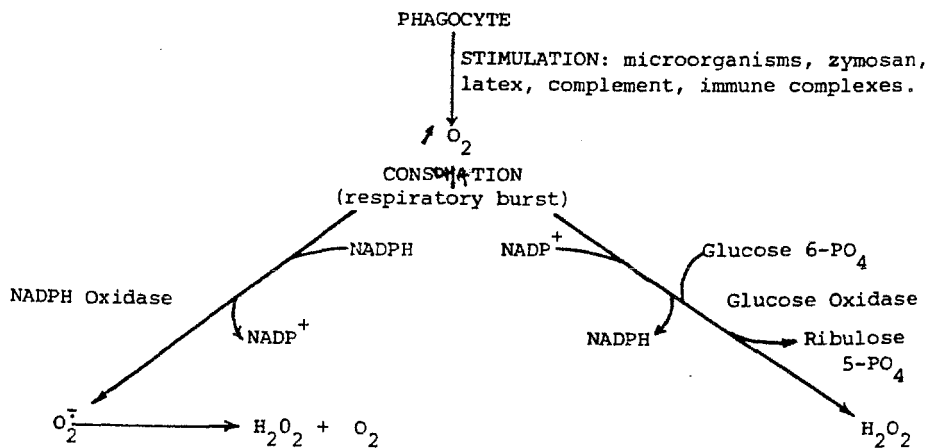 PHAGOCYTE
STIMULATION: microorganisms, zymosan,
latex, complement, immune complexes.
O2
(respiratory burst)
NADPH
NADP+
Glucose 6-PO4
NADPH Oxidase
Glucose Oxidase
NADP+
NADPH
Ribulose
5-PO4
O2-
H2O2 + O2
H2O2